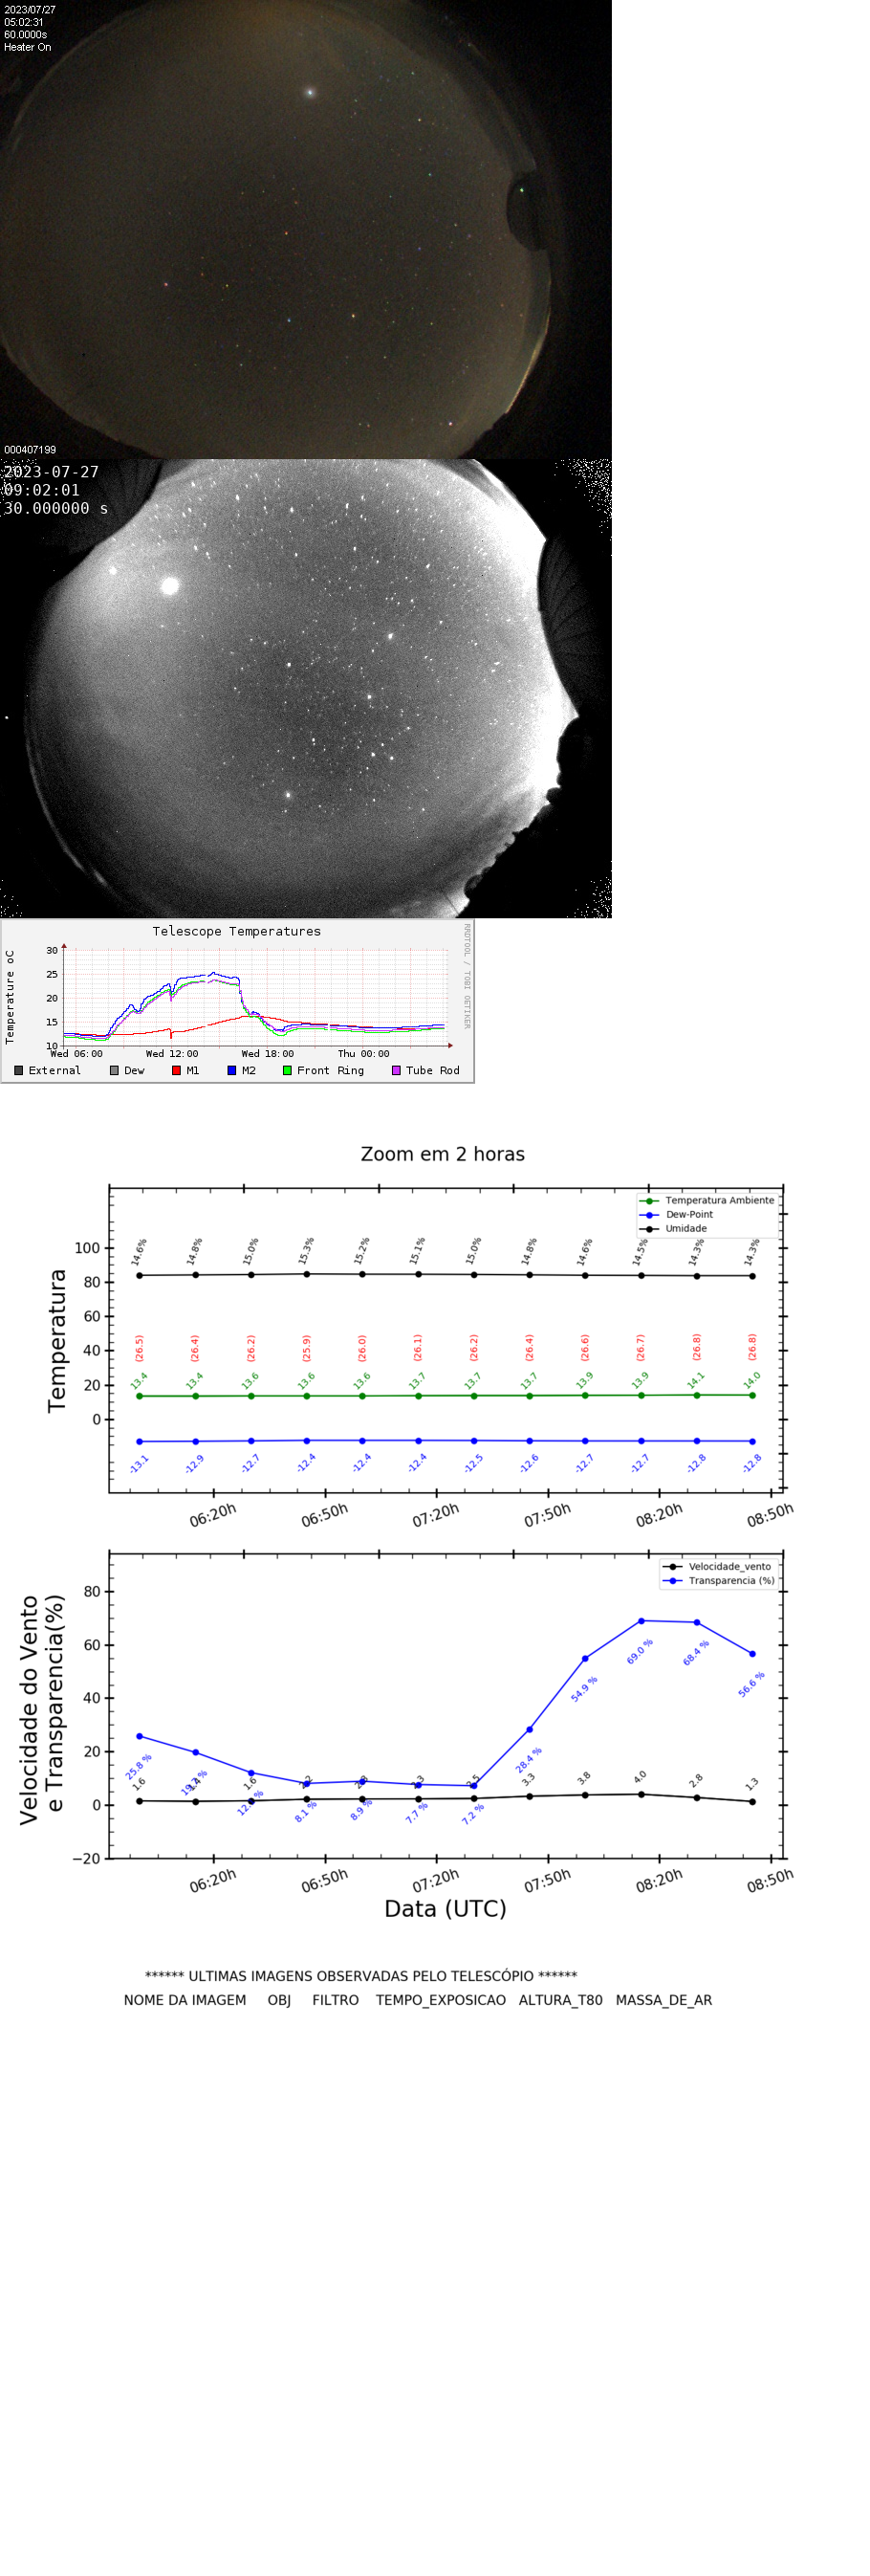 2023/07/27
05:02:31
60.0000s
Heater On
000407199
2023-07-27
09:02:01
30.000000 s
Telescope Temperatures
RRDTOOL / TOBI OETIKER
Temperature oC
30
25
20
15
10
Wed 06:00 Wed 12:00 Wed 18:00 Thu 00:00
External Dew M1 M2 Front Ring Tube Rod
Zoom em 2 horas
Temperatura Ambiente
Dew-Point
Umidade
Temperatura
100
80
60
40
20
0
14.6% 14.8% 15.0% 15.3% 15.2% 15.1% 15.0% 14.8% 14.6% 14.5% 14.3% 14.3%
(26.5) (26.4) (26.2) (25.9) (26.0) (26.1) (26.2) (26.4) (26.6) (26.7) (26.8) (26.8)
13.4 13.4 13.6 13.6 13.6 13.7 13.7 13.7 13.9 13.9 14.1 14.0
-13.1 -12.9 -12.7 -12.4 -12.4 -12.4 -12.5 -12.6 -12.7 -12.7 -12.8 -12.8
06:20h 06:50h 07:20h 07:50h 08:20h 08:50h
Velocidade_vento
Transparencia (%)
Velocidade do Vento
e Transparencia(%)
80
60
40
20
0
−20
25.8 % 8.1 % 8.9 % 7.7 % 7.2 % 28.4 % 54.9 % 69.0 % 68.4 % 56.6 %
1.6 1.4 1.6 3.3 3.8 4.0 2.8 1.3
06:20h 06:50h 07:20h 07:50h 08:20h 08:50h
Data (UTC)
****** ULTIMAS IMAGENS OBSERVADAS PELO TELESCÓPIO ******
NOME DA IMAGEM OBJ FILTRO TEMPO_EXPOSICAO ALTURA_T80 MASSA_DE_AR